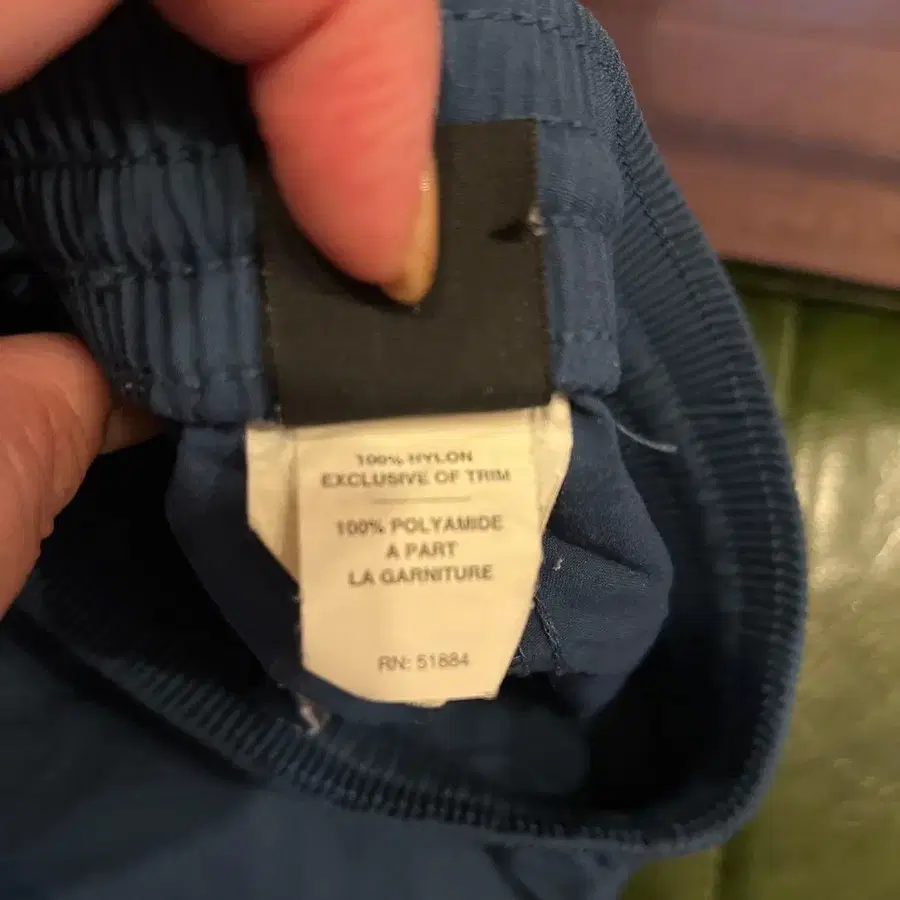 100% NYLON
EXCLUSIVE OF TRIM
100% POLYAMIDE
A PART
LA GARNITURE
RN: 51884